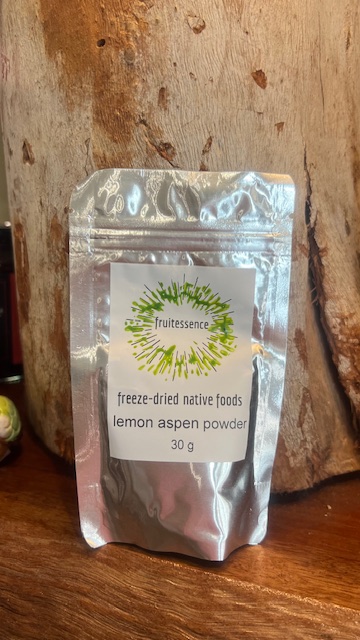 fruitessence
freeze-dried native foods
lemon aspen powder
30 g